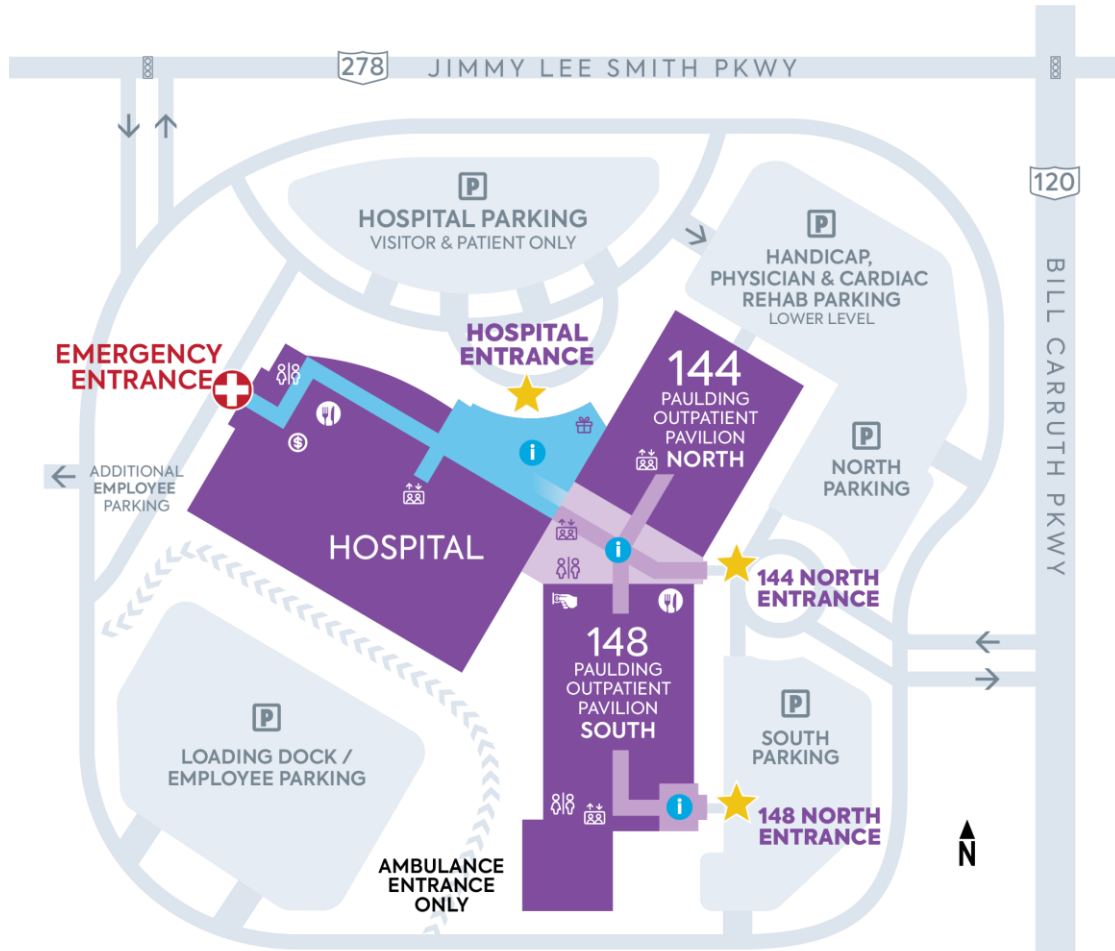 278 JIMMY LEE SMITH PKWY
120
BILL CARRUTH PKWY
P
HOSPITAL PARKING
VISITOR & PATIENT ONLY
P
HANDICAP,
PHYSICIAN & CARDIAC
REHAB PARKING
LOWER LEVEL
HOSPITAL
ENTRANCE
EMERGENCY
ENTRANCE
144
PAULDING
OUTPATIENT
PAVILION
NORTH
P
NORTH
PARKING
$
i
ADDITIONAL
EMPLOYEE
PARKING
HOSPITAL
i
144 NORTH
ENTRANCE
148
PAULDING
OUTPATIENT
PAVILION
SOUTH
P
SOUTH
PARKING
P
LOADING DOCK /
EMPLOYEE PARKING
i
148 NORTH
ENTRANCE
AMBULANCE
ENTRANCE
ONLY
N